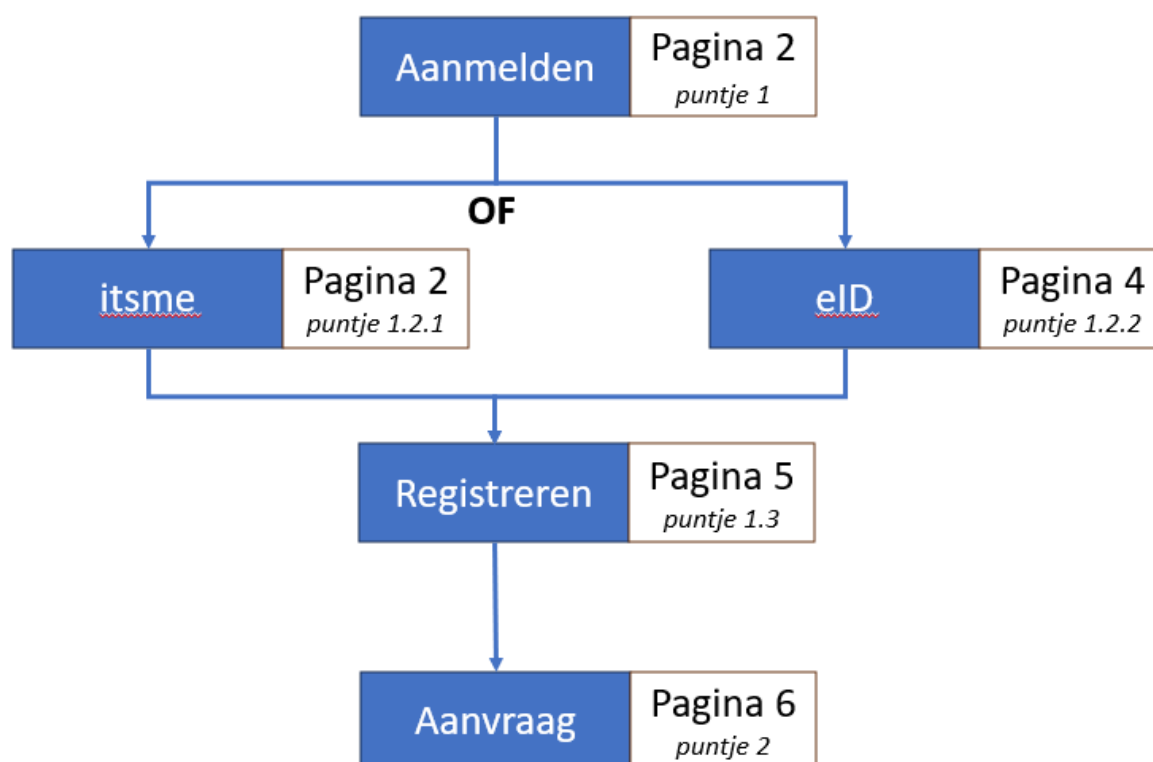 Aanmelden
Pagina 2
puntje 1
OF
itsme
Pagina 2
puntje 1.2.1
eID
Pagina 4
puntje 1.2.2
Registreren
Pagina 5
puntje 1.3
Aanvraag
Pagina 6
puntje 2